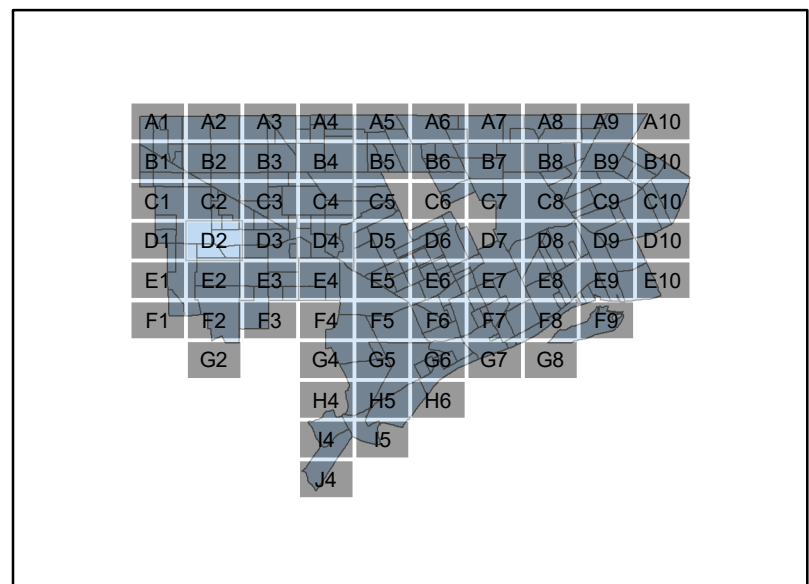 A1 A2 A3 A4 A5 A6 A7 A8 A9 A10
B1 B2 B3 B4 B5 B6 B7 B8 B9 B10
C1 C2 C3 C4 C5 C6 C7 C8 C9 C10
D1 D2 D3 D4 D5 D6 D7 D8 D9 D10
E1 E2 E3 E4 E5 E6 E7 E8 E9 E10
F1 F2 F3 F4 F5 F6 F7 F8 F9
G2 G4 G5 G6 G7 G8
H4 H5 H6
I4 I5
J4